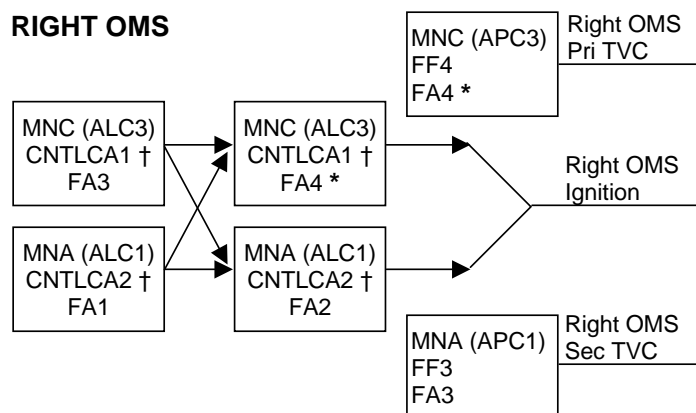 RIGHT OMS
MNC (APC3)
FF4
FA4 *
Right OMS
Pri TVC
MNC (ALC3)
CNTLCA1 †
FA3
MNC (ALC3)
CNTLCA1 †
FA4 *
Right OMS
Ignition
MNA (ALC1)
CNTLCA2 †
FA1
MNA (ALC1)
CNTLCA2 †
FA2
MNA (APC1)
FF3
FA3
Right OMS
Sec TVC